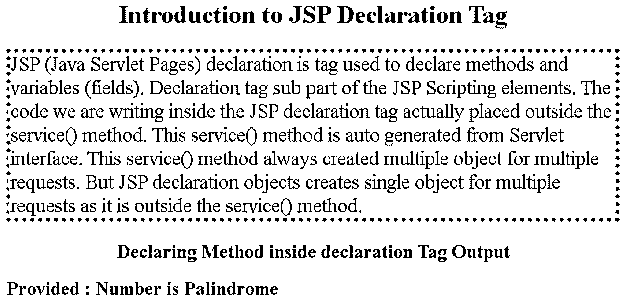 Introduction to JSP Declaration Tag
JSP (Java Servlet Pages) declaration is tag used to declare methods and
variables (fields). Declaration tag sub part of the JSP Scripting elements. The
code we are writing inside the JSP declaration tag actually placed outside the
service() method. This service() method is auto generated from Servlet
interface. This service() method always created multiple object for multiple
requests. But JSP declaration objects creates single object for multiple
requests as it is outside the service() method.
Declaring Method inside declaration Tag Output
Provided : Number is Palindrome